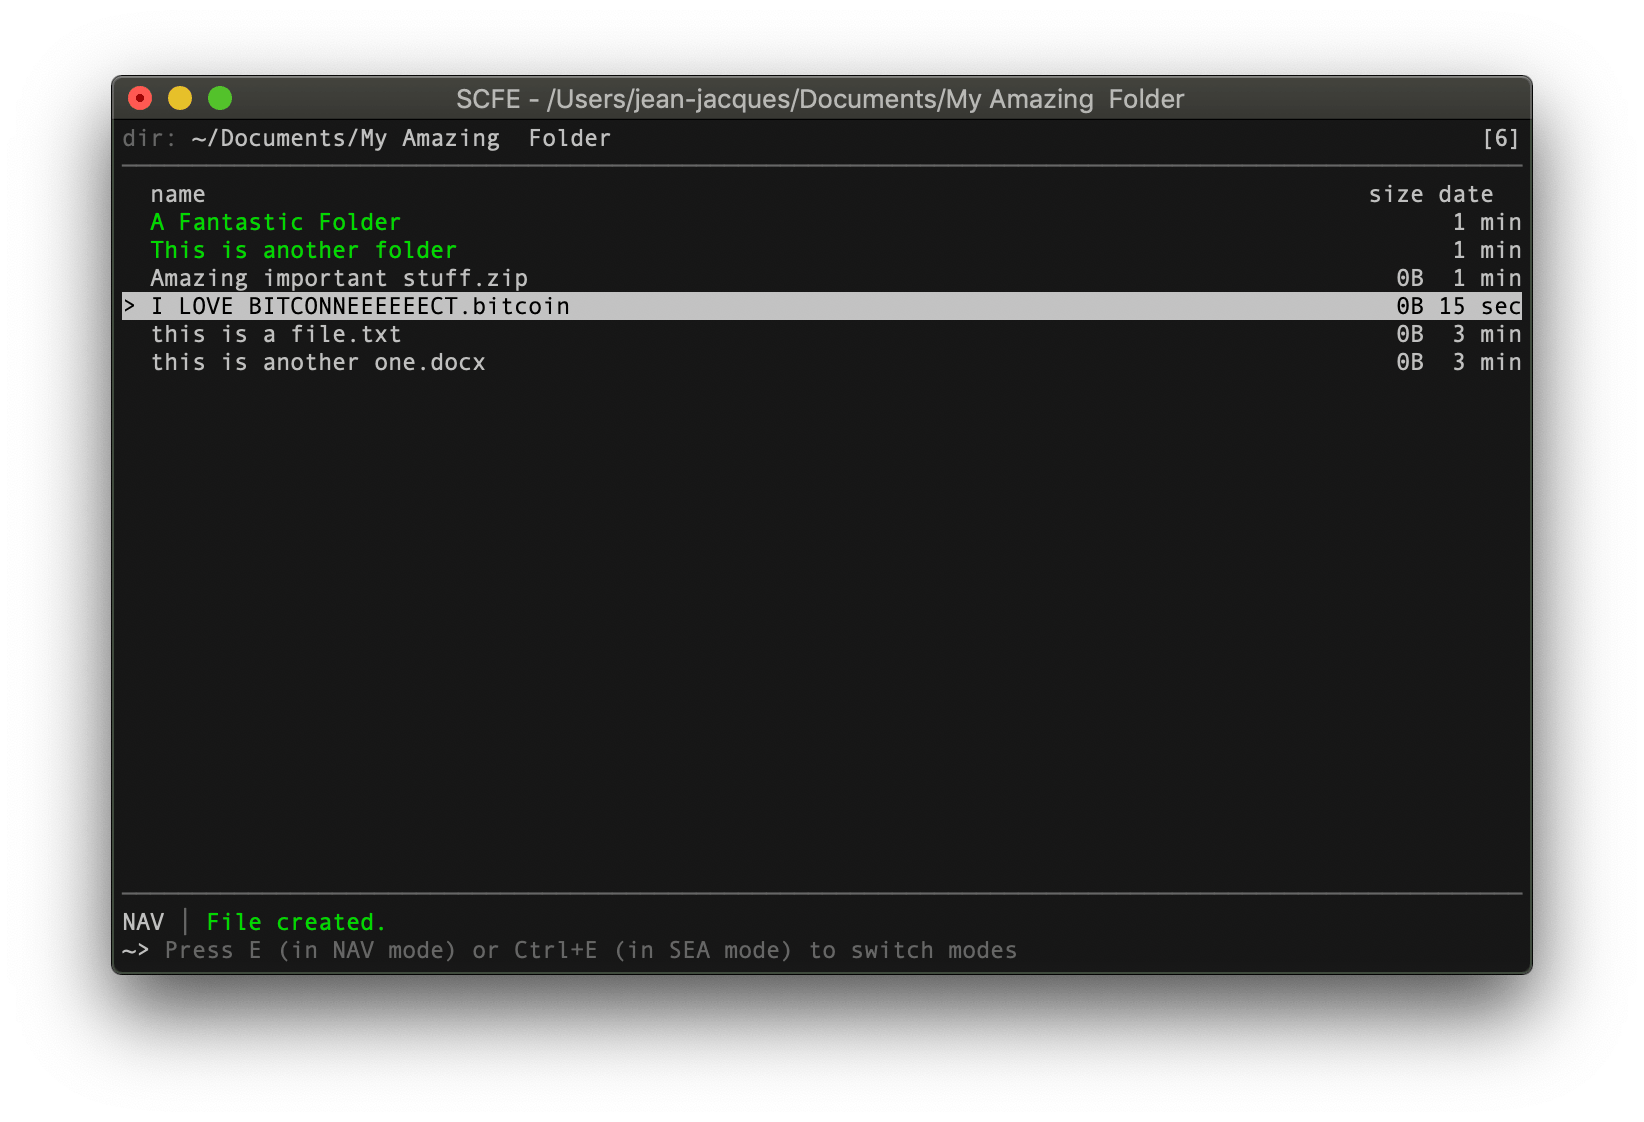 SCFE - /Users/jean-jacques/Documents/My Amazing  Folder
dir: ~/Documents/My Amazing  Folder [6]
name size date
A Fantastic Folder 1 min
This is another folder 1 min
Amazing important stuff.zip 0B 1 min
> I LOVE BITCONNEEEEEECT.bitcoin 0B 15 sec
this is a file.txt 0B 3 min
this is another one.docx 0B 3 min
NAV │ File created.
~> Press E (in NAV mode) or Ctrl+E (in SEA mode) to switch modes